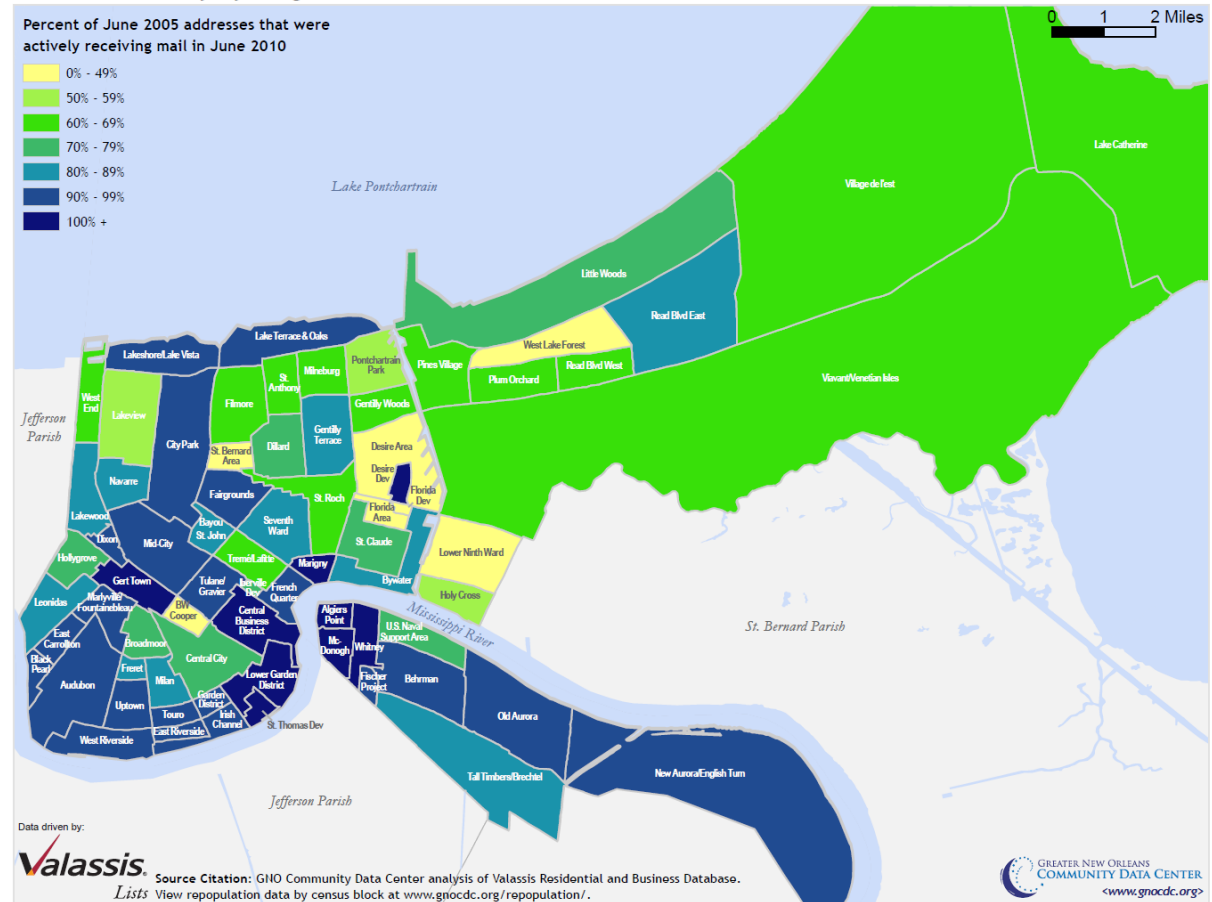 Percent of June 2005 addresses that were
actively receiving mail in June 2010
0% - 49%
50% - 59%
60% - 69%
70% - 79%
80% - 89%
90% - 99%
100% +
0 1 2 Miles
Lake Pontchartrain
Lake Catherine
Village de l'est
Little Woods
Read Blvd East
West Lake Forest
Lake Terrace & Oaks
Lakeshore/Lake Vista
Pontchartrain
Park
Pines Village
Plum Orchard
Read Blvd West
Viavant/Venetian Isles
Milneburg
St.
Anthony
West
End
Lakeview
Filmore
Gentilly Woods
Jefferson
Parish
City Park
Gentilly
Terrace
Dillard
St. Bernard
Area
Desire Area
Desire
Dev
Navarre
Fairgrounds
St. Roch
Florida
Dev
Florida
Area
Lakewood
Bayou
St. John
Seventh
Ward
Dixon
Mid-City
St. Claude
Lower Ninth Ward
Hollygrove
Tremé/Lafitte
Marigny
Gert Town
Tulane/
Gravier
Iberville
Dev
French
Quarter
Bywater
Holy Cross
Leonidas
Marlyville/
Fountainebleau
BW
Cooper
Central
Business
District
Algiers
Point
Mississippi River
U.S. Naval
Support Area
St. Bernard Parish
East
Carrollton
Broadmoor
Mc-
Donogh
Whitney
Black
Pearl
Freret
Central City
Fischer
Project
Behrman
Audubon
Milan
Lower Garden
District
Garden
District
Uptown
Touro
Irish
Channel
Old Aurora
East Riverside
St. Thomas Dev
West Riverside
Tall Timbers/Brechtel
New Aurora/English Turn
Jefferson Parish
Data driven by:
Valassis.
Lists
Source Citation: GNO Community Data Center analysis of Valassis Residential and Business Database.
View repopulation data by census block at www.gnocdc.org/repopulation/.
GREATER NEW ORLEANS
COMMUNITY DATA CENTER
<www.gnocdc.org>